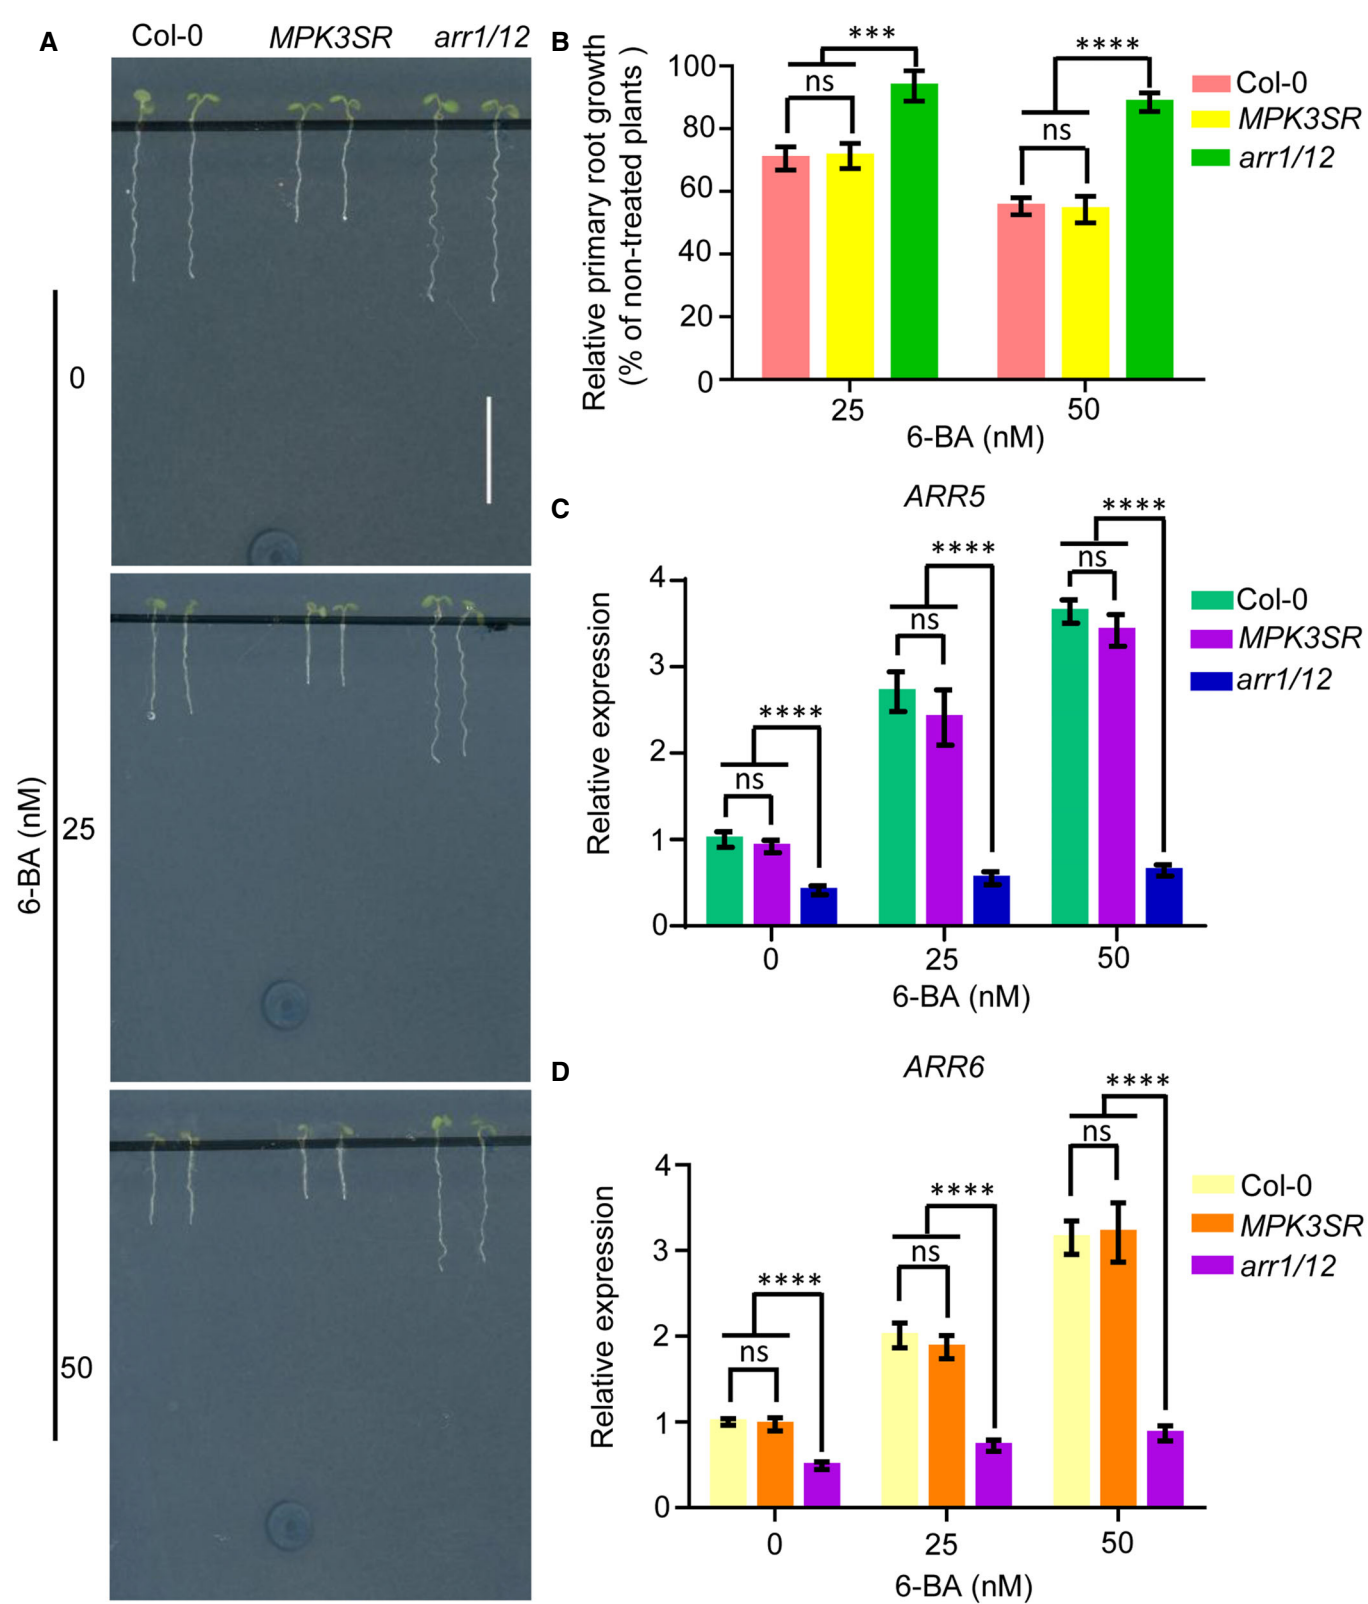 A
Col-0 MPK3SR arr1/12
6-BA (nM)
0
25
50
B
Relative primary root growth
(% of non-treated plants )
100
80
60
40
20
0
ns
***
ns
****
25 50
6-BA (nM)
Col-0
MPK3SR
arr1/12
C
ARR5
Relative expression
4
3
2
1
0
ns
****
ns
****
ns
****
0 25 50
6-BA (nM)
Col-0
MPK3SR
arr1/12
D
ARR6
Relative expression
4
3
2
1
0
ns
****
ns
****
ns
****
0 25 50
6-BA (nM)
Col-0
MPK3SR
arr1/12